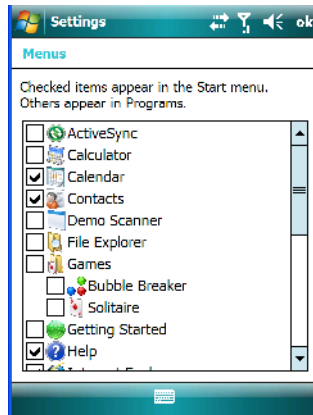 Settings
ok
Menus
Checked items appear in the Start menu.
Others appear in Programs.
ActiveSync
Calculator
Calendar
Contacts
Demo Scanner
File Explorer
Games
Bubble Breaker
Solitaire
Getting Started
Help